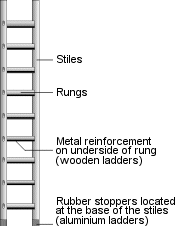 Stiles
Rungs
Metal reinforcement
on underside of rung
(wooden ladders)
Rubber stoppers located
at the base of the stiles
(aluminium ladders)